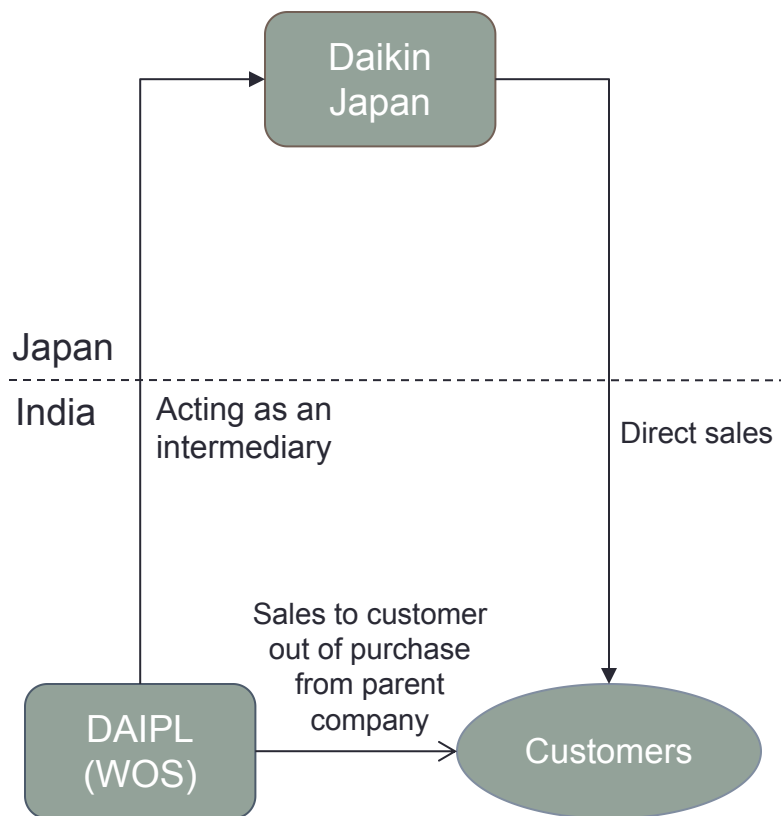 Daikin
Japan
Japan
India
Acting as an
intermediary
Direct sales
Sales to customer
out of purchase
from parent
company
DAIPL
(WOS)
Customers